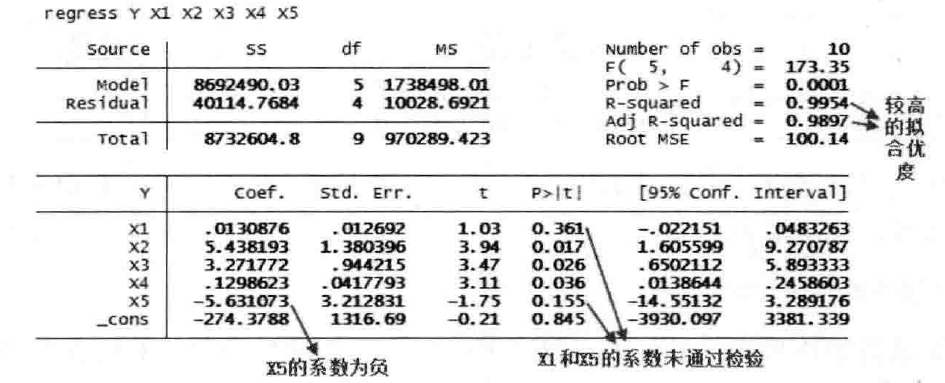 regress Y X1 X2 X3 X4 X5
Source | SS df MS Number of obs = 10
F( 5, 4) = 173.35
Model | 8692490.03 5 1738498.01 Prob > F = 0.0001
Residual | 40114.7684 4 10028.6921 R-squared = 0.9954
Adj R-squared = 0.9897
Total | 8732604.8 9 970289.423 Root MSE = 100.14
较高
的拟
合优
度
Y | Coef. Std. Err. t P>|t| [95% Conf. Interval]
X1 | .0130876 .012692 1.03 0.361 -.022151 .0483263
X2 | 5.438193 1.380396 3.94 0.017 1.605599 9.270787
X3 | 3.271772 .944215 3.47 0.026 .6502112 5.893333
X4 | .1298623 .0417793 3.11 0.036 .0138644 .2458603
X5 | -5.631073 3.212831 -1.75 0.155 -14.55132 3.289176
_cons | -274.3788 1316.69 -0.21 0.845 -3930.097 3381.339
X5的系数为负
X1和X5的系数未通过检验